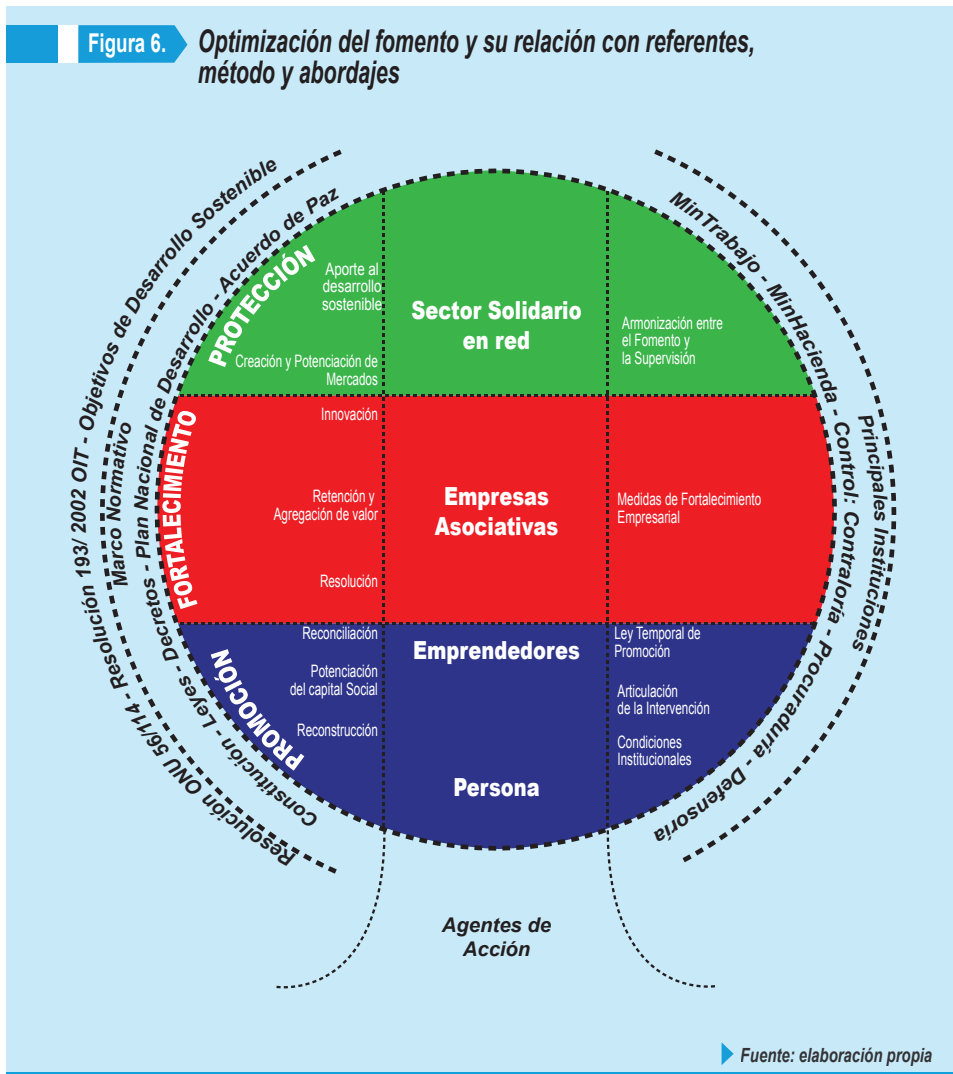 Figura 6.
Optimización del fomento y su relación con referentes,
método y abordajes
Resolución ONU 56/114 - Resolución 193/ 2002 OIT - Objetivos de Desarrollo Sostenible
Marco Normativo
Constitución - Leyes - Decretos - Plan Nacional de Desarrollo - Acuerdo de Paz
MinTrabajo - MinHacienda - Control: Contraloría - Procuraduría - Defensoría
Principales Instituciones
PROTECCIÓN
Aporte al
desarrollo
sostenible
Creación y Potenciación de
Mercados
Sector Solidario
en red
Armonización entre
el Fomento y
la Supervisión
FORTALECIMIENTO
Innovación
Retención y
Agregación de valor
Resolución
Empresas
Asociativas
Medidas de Fortalecimiento
Empresarial
PROMOCIÓN
Reconciliación
Potenciación
del capital Social
Reconstrucción
Emprendedores
Persona
Ley Temporal de
Promoción
Articulación
de la Intervención
Condiciones
Institucionales
Agentes de
Acción
Fuente: elaboración propia